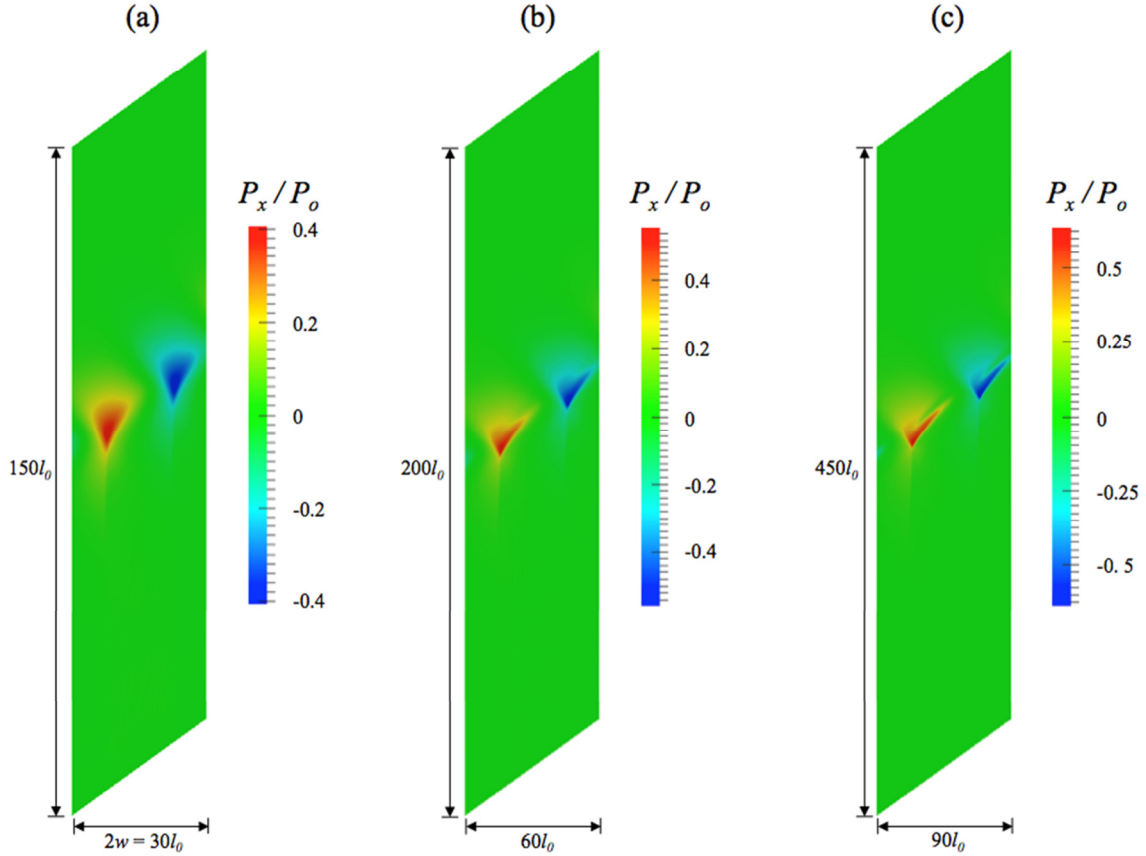 (a)
(b)
(c)
P_x / P_o
0.4
0.2
0
-0.2
-0.4
150l_0
2w = 30l_0
P_x / P_o
0.4
0.2
0
-0.2
-0.4
200l_0
60l_0
P_x / P_o
0.5
0.25
0
-0.25
-0. 5
450l_0
90l_0